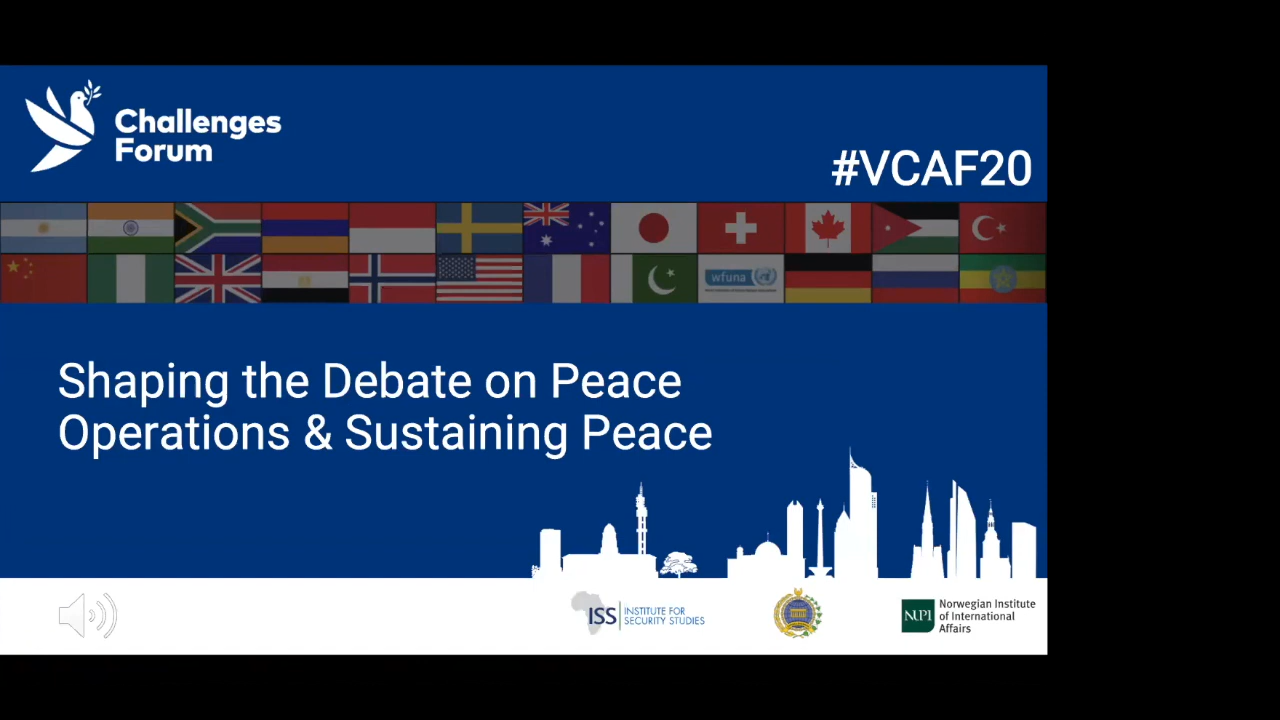 Challenges
Forum
#VCAF20
wfuna
Shaping the Debate on Peace
Operations & Sustaining Peace
ISS
INSTITUTE FOR
SECURITY STUDIES
NUPI
Norwegian Institute
of International
Affairs